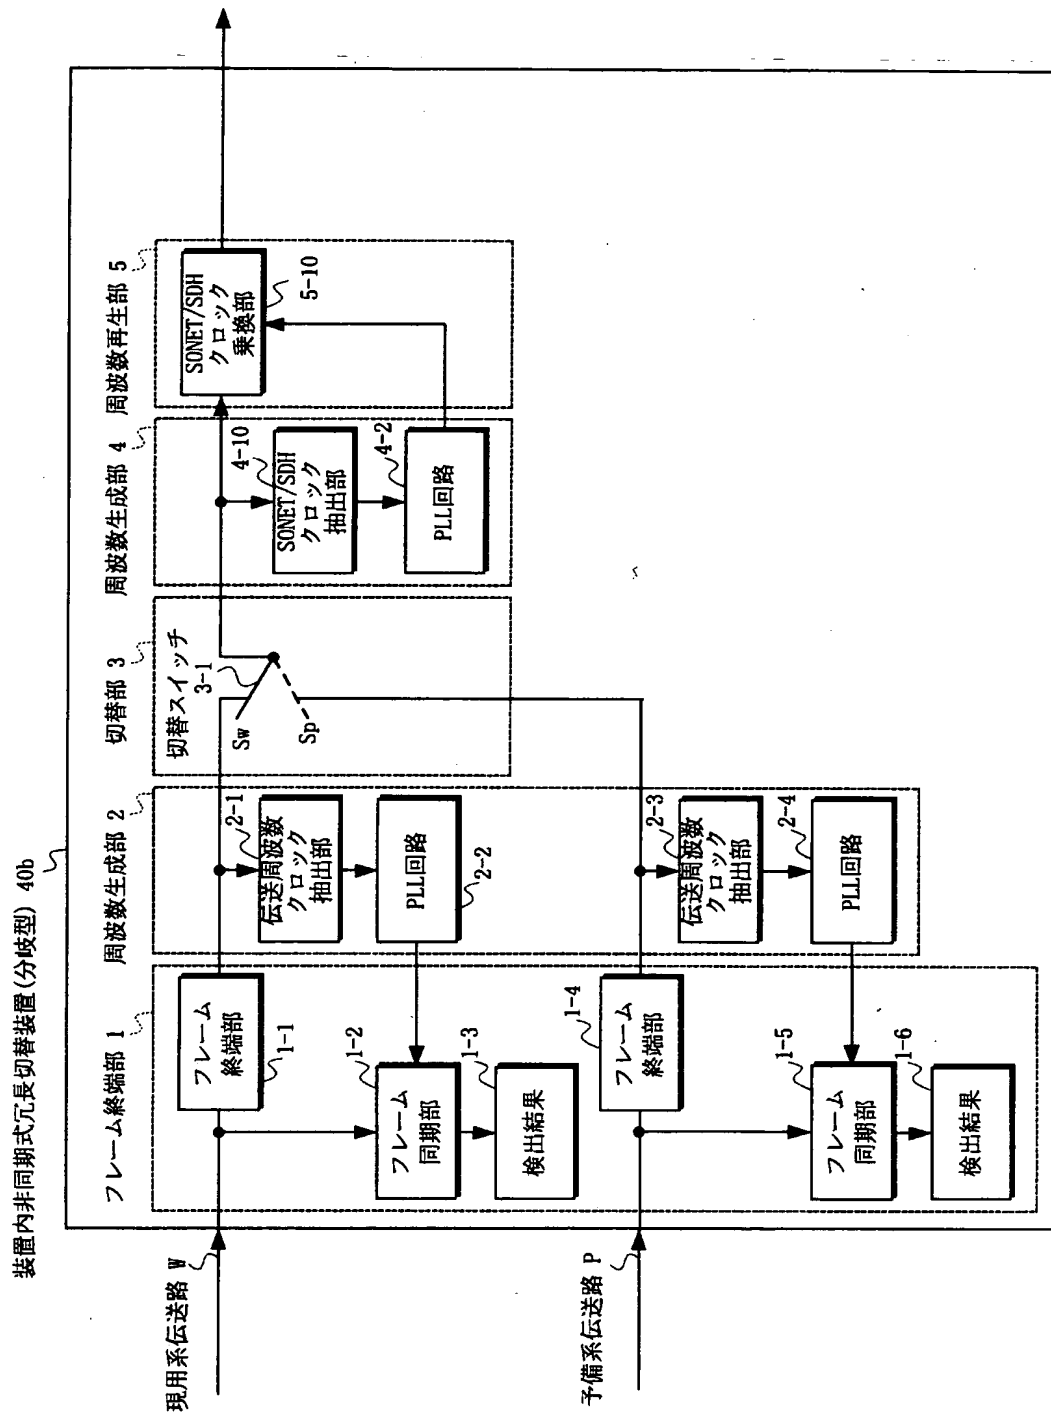 装置内非同期式冗長切替装置(分岐型) 40b
フレーム終端部 1
周波数生成部 2
切替部 3
周波数生成部 4
周波数再生部 5
現用系伝送路 W
フレーム
終端部
1-1
フレーム
同期部
1-2
検出結果
1-3
伝送周波数
クロック
抽出部
2-1
PLL回路
2-2
切替スイッチ
3-1
Sw
Sp
SONET/SDH
クロック
抽出部
4-10
PLL回路
4-2
SONET/SDH
クロック
乗換部
5-10
予備系伝送路 P
フレーム
終端部
1-4
フレーム
同期部
1-5
検出結果
1-6
伝送周波数
クロック
抽出部
2-3
PLL回路
2-4